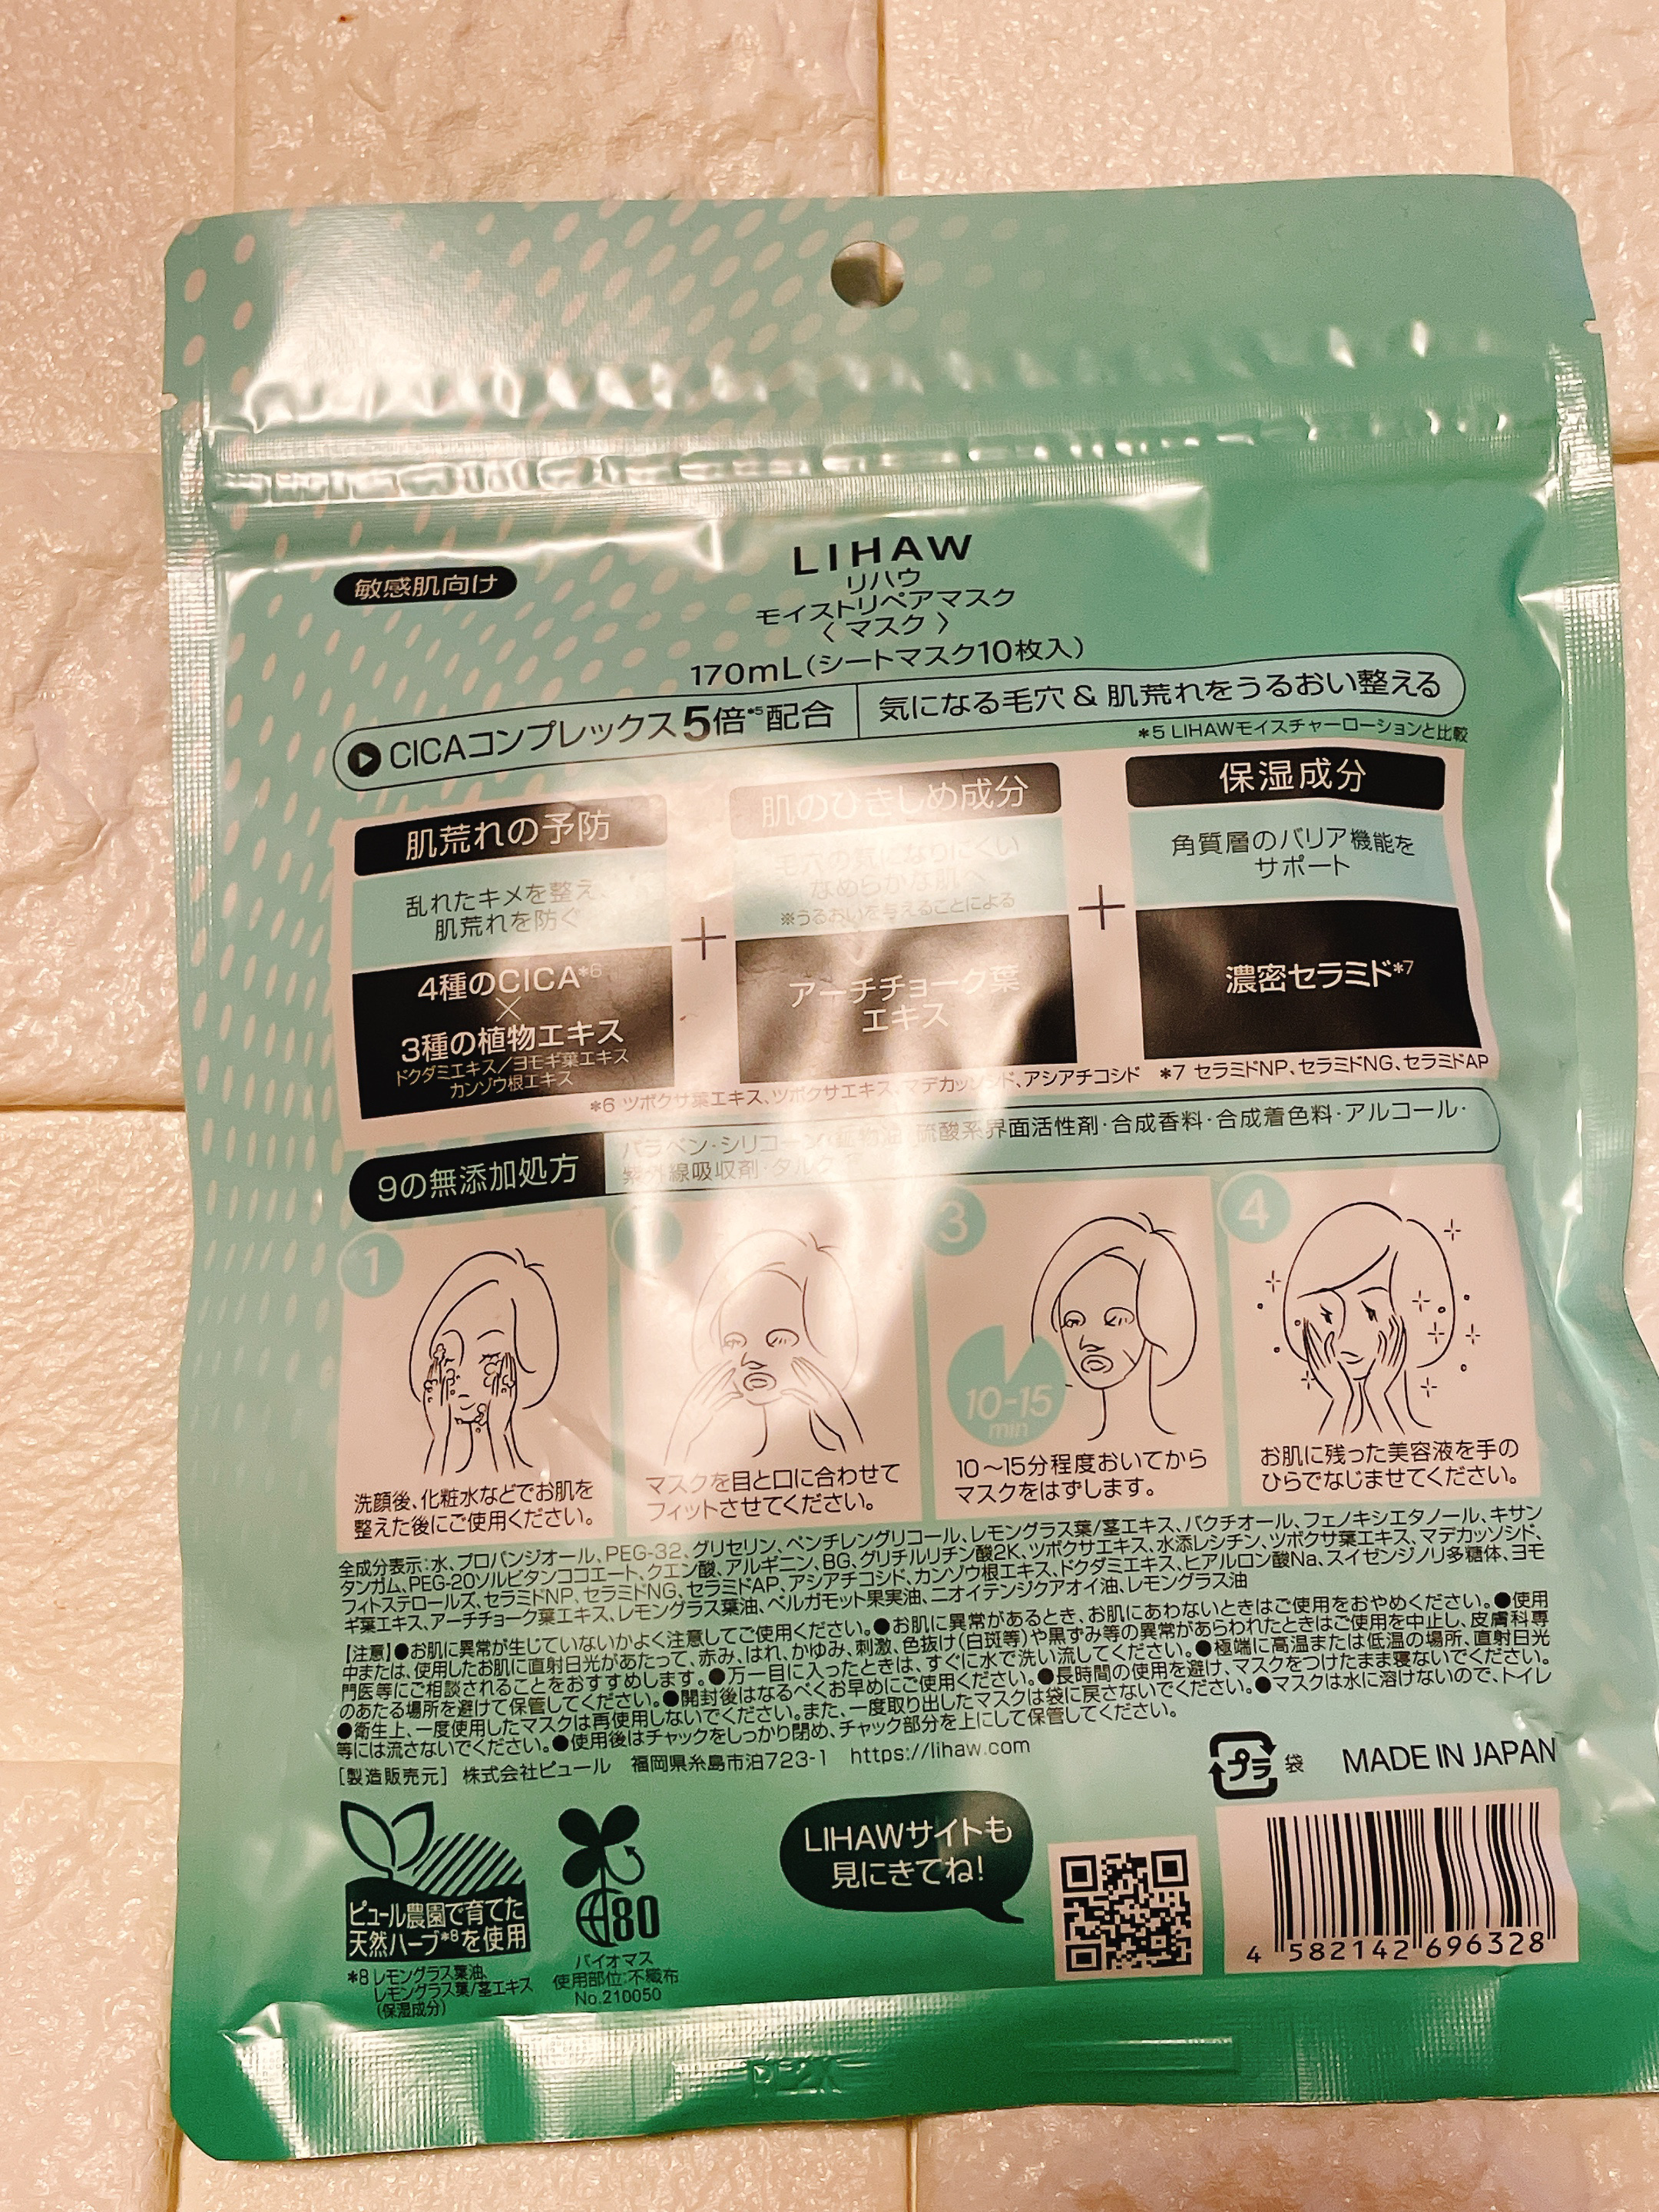 敏感肌向け
LIHAW
リハウ
モイストリペアマスク
〈 マスク 〉
170mL(シートマスク10枚入)
CICAコンプレックス5倍*5配合
気になる毛穴 & 肌荒れをうるおい整える
*5 LIHAWモイスチャーローションと比較
肌荒れの予防
乱れたキメを整え、
肌荒れを防ぐ
4種のCICA*6
×
3種の植物エキス
ドクダミエキス/ヨモギ葉エキス
カンゾウ根エキス
+
肌のひきしめ成分
なめらかな肌へ
※うるおいを与えることによる
アーチチョーク葉
エキス
+
保湿成分
角質層のバリア機能を
サポート
濃密セラミド*7
*6 ツボクサ葉エキス、ツボクサエキス、マデカッソシド、アシアチコシド
*7 セラミドNP、セラミドNG、セラミドAP
9の無添加処方
パラベン・シリコーン・鉱物油・硫酸系界面活性剤・合成香料・合成着色料・アルコール・
紫外線吸収剤・タルク
1
洗顔後、化粧水などでお肌を
整えた後にご使用ください。
マスクを目と口に合わせて
フィットさせてください。
3
10-15
min
10〜15分程度おいてから
マスクをはずします。
4
お肌に残った美容液を手の
ひらでなじませてください。
全成分表示:水、プロパンジオール、PEG-32、グリセリン、ペンチレングリコール、レモングラス葉/茎エキス、バクチオール、フェノキシエタノール、キサン
タンガム、PEG-20ソルビタンココエート、クエン酸、アルギニン、BG、グリチルリチン酸2K、ツボクサエキス、水添レシチン、ツボクサ葉エキス、マデカッソシド、
フィトステロールズ、セラミドNP、セラミドNG、セラミドAP、アシアチコシド、カンゾウ根エキス、ドクダミエキス、ヒアルロン酸Na、スイゼンジノリ多糖体、ヨモ
ギ葉エキス、アーチチョーク葉エキス、レモングラス葉油、ベルガモット果実油、ニオイテンジクアオイ油、レモングラス油
【注意】●お肌に異常が生じていないかよく注意してご使用ください。●お肌に異常があるとき、お肌にあわないときはご使用をおやめください。●使用
中または、使用したお肌に直射日光があたって、赤み、はれ、かゆみ、刺激、色抜け(白斑等)や黒ずみ等の異常があらわれたときはご使用を中止し、皮膚科専
門医等にご相談されることをおすすめします。●万一目に入ったときは、すぐに水で洗い流してください。●極端に高温または低温の場所、直射日光
のあたる場所を避けて保管してください。●開封後はなるべくお早めにご使用ください。●長時間の使用を避け、マスクをつけたまま寝ないでください。
●衛生上、一度使用したマスクは再使用しないでください。また、一度取り出したマスクは袋に戻さないでください。●マスクは水に溶けないので、トイレ
等には流さないでください。●使用後はチャックをしっかり閉め、チャック部分を上にして保管してください。
[製造販売元] 株式会社ピュール 福岡県糸島市泊723-1 https://lihaw.com
プラ
袋
MADE IN JAPAN
ピュール農園で育てた
天然ハーブ*8を使用
*8 レモングラス葉油、
レモングラス葉/茎エキス
(保湿成分)
80
バイオマス
使用部位:不織布
No.210050
LIHAWサイトも
見にきてね!
4 582142 696328